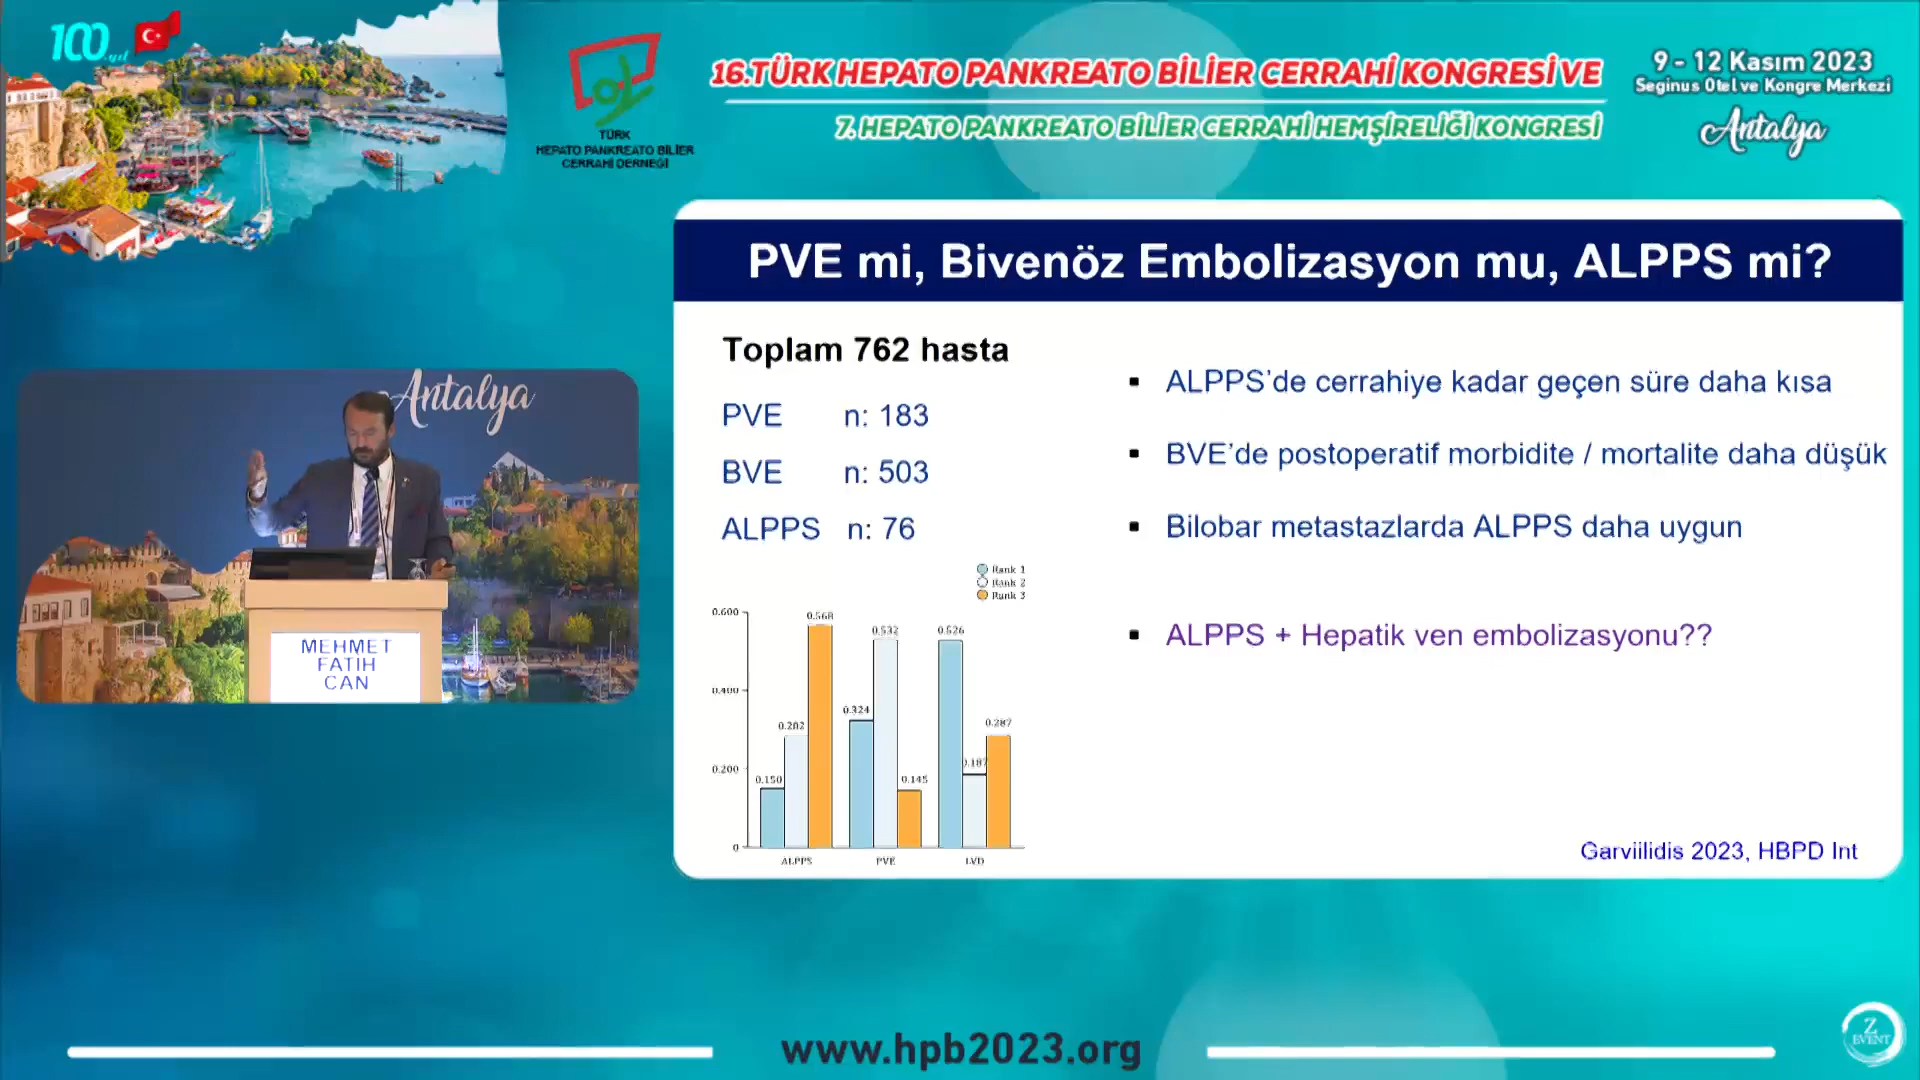 100.yıl
TÜRK
HEPATO PANKREATO BİLİER
CERRAHİ DERNEĞİ
16.TÜRK HEPATO PANKREATO BİLİER CERRAHİ KONGRESİ VE
7. HEPATO PANKREATO BİLİER CERRAHİ HEMŞİRELİĞİ KONGRESİ
9 - 12 Kasım 2023
Seginus Otel ve Kongre Merkezi
Antalya
Antalya
MEHMET
FATIH
CAN
PVE mi, Bivenöz Embolizasyon mu, ALPPS mi?
Toplam 762 hasta
PVE n: 183
BVE n: 503
ALPPS n: 76
Rank 1
Rank 2
Rank 3
0.600
0.400
0.200
0
0.150
0.282
0.568
0.324
0.532
0.145
0.526
0.187
0.287
ALPPS
PVE
LVD
▪ ALPPS’de cerrahiye kadar geçen süre daha kısa
▪ BVE’de postoperatif morbidite / mortalite daha düşük
▪ Bilobar metastazlarda ALPPS daha uygun
▪ ALPPS + Hepatik ven embolizasyonu??
Garviilidis 2023, HBPD Int
www.hpb2023.org
Z
EVENT